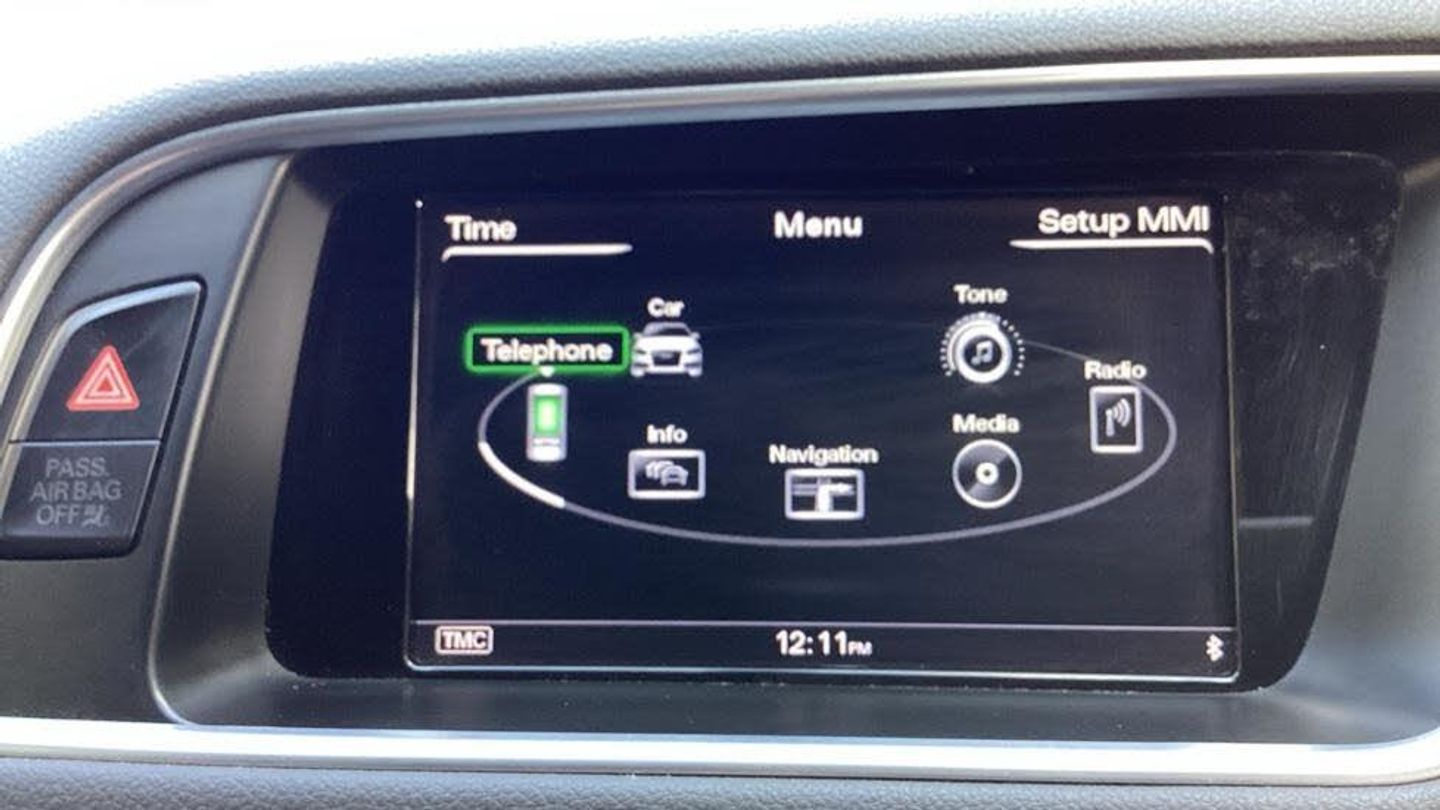 Time
Menu
Setup MMI
Car
Tone
Telephone
Radio
Info
Media
Navigation
PASS.
AIR BAG
OFF
TMC
12:11PM